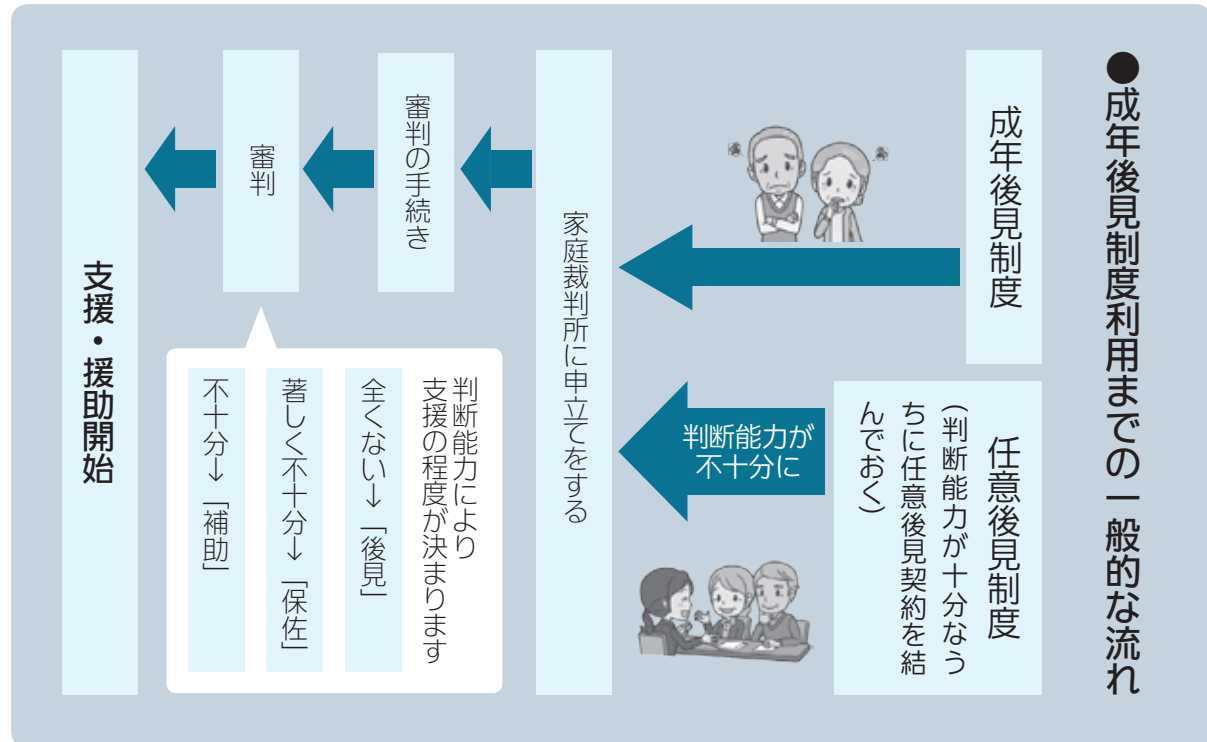 ●成年後見制度利用までの一般的な流れ
成年後見制度
任意後見制度
(判断能力が十分なう
ちに任意後見契約を結
んでおく)
判断能力が
不十分に
家庭裁判所に申立てをする
審判の手続き
審判
判断能力により
支援の程度が決まります
全くない→「後見」
著しく不十分→「保佐」
不十分→「補助」
支援・援助開始